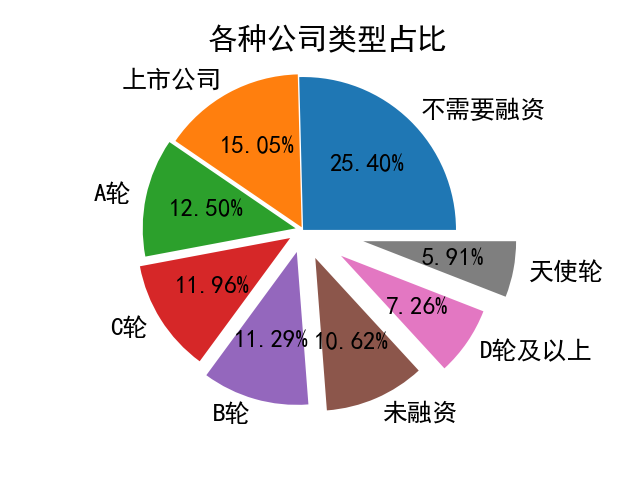 各种公司类型占比
上市公司
不需要融资
15.05%
25.40%
A轮
12.50%
5.91%
天使轮
11.96%
7.26%
C轮
11.29%
10.62%
D轮及以上
B轮
未融资